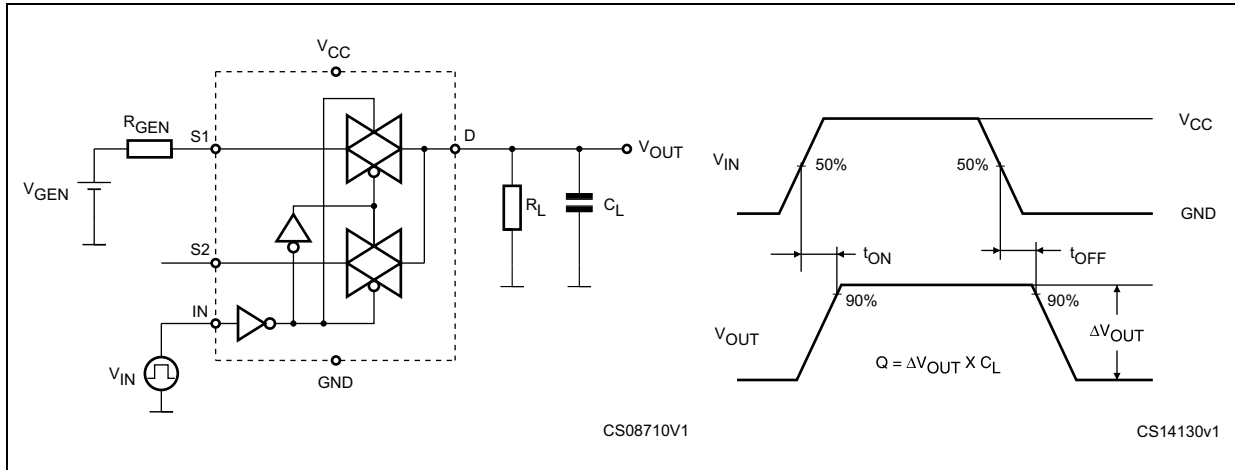 VCC
RGEN
S1
D
VOUT
VGEN
RL
CL
S2
IN
VIN
GND
CS08710V1
VCC
VIN
50%
50%
GND
tON
tOFF
90%
90%
VOUT
ΔVOUT
Q = ΔVOUT X CL
CS14130v1